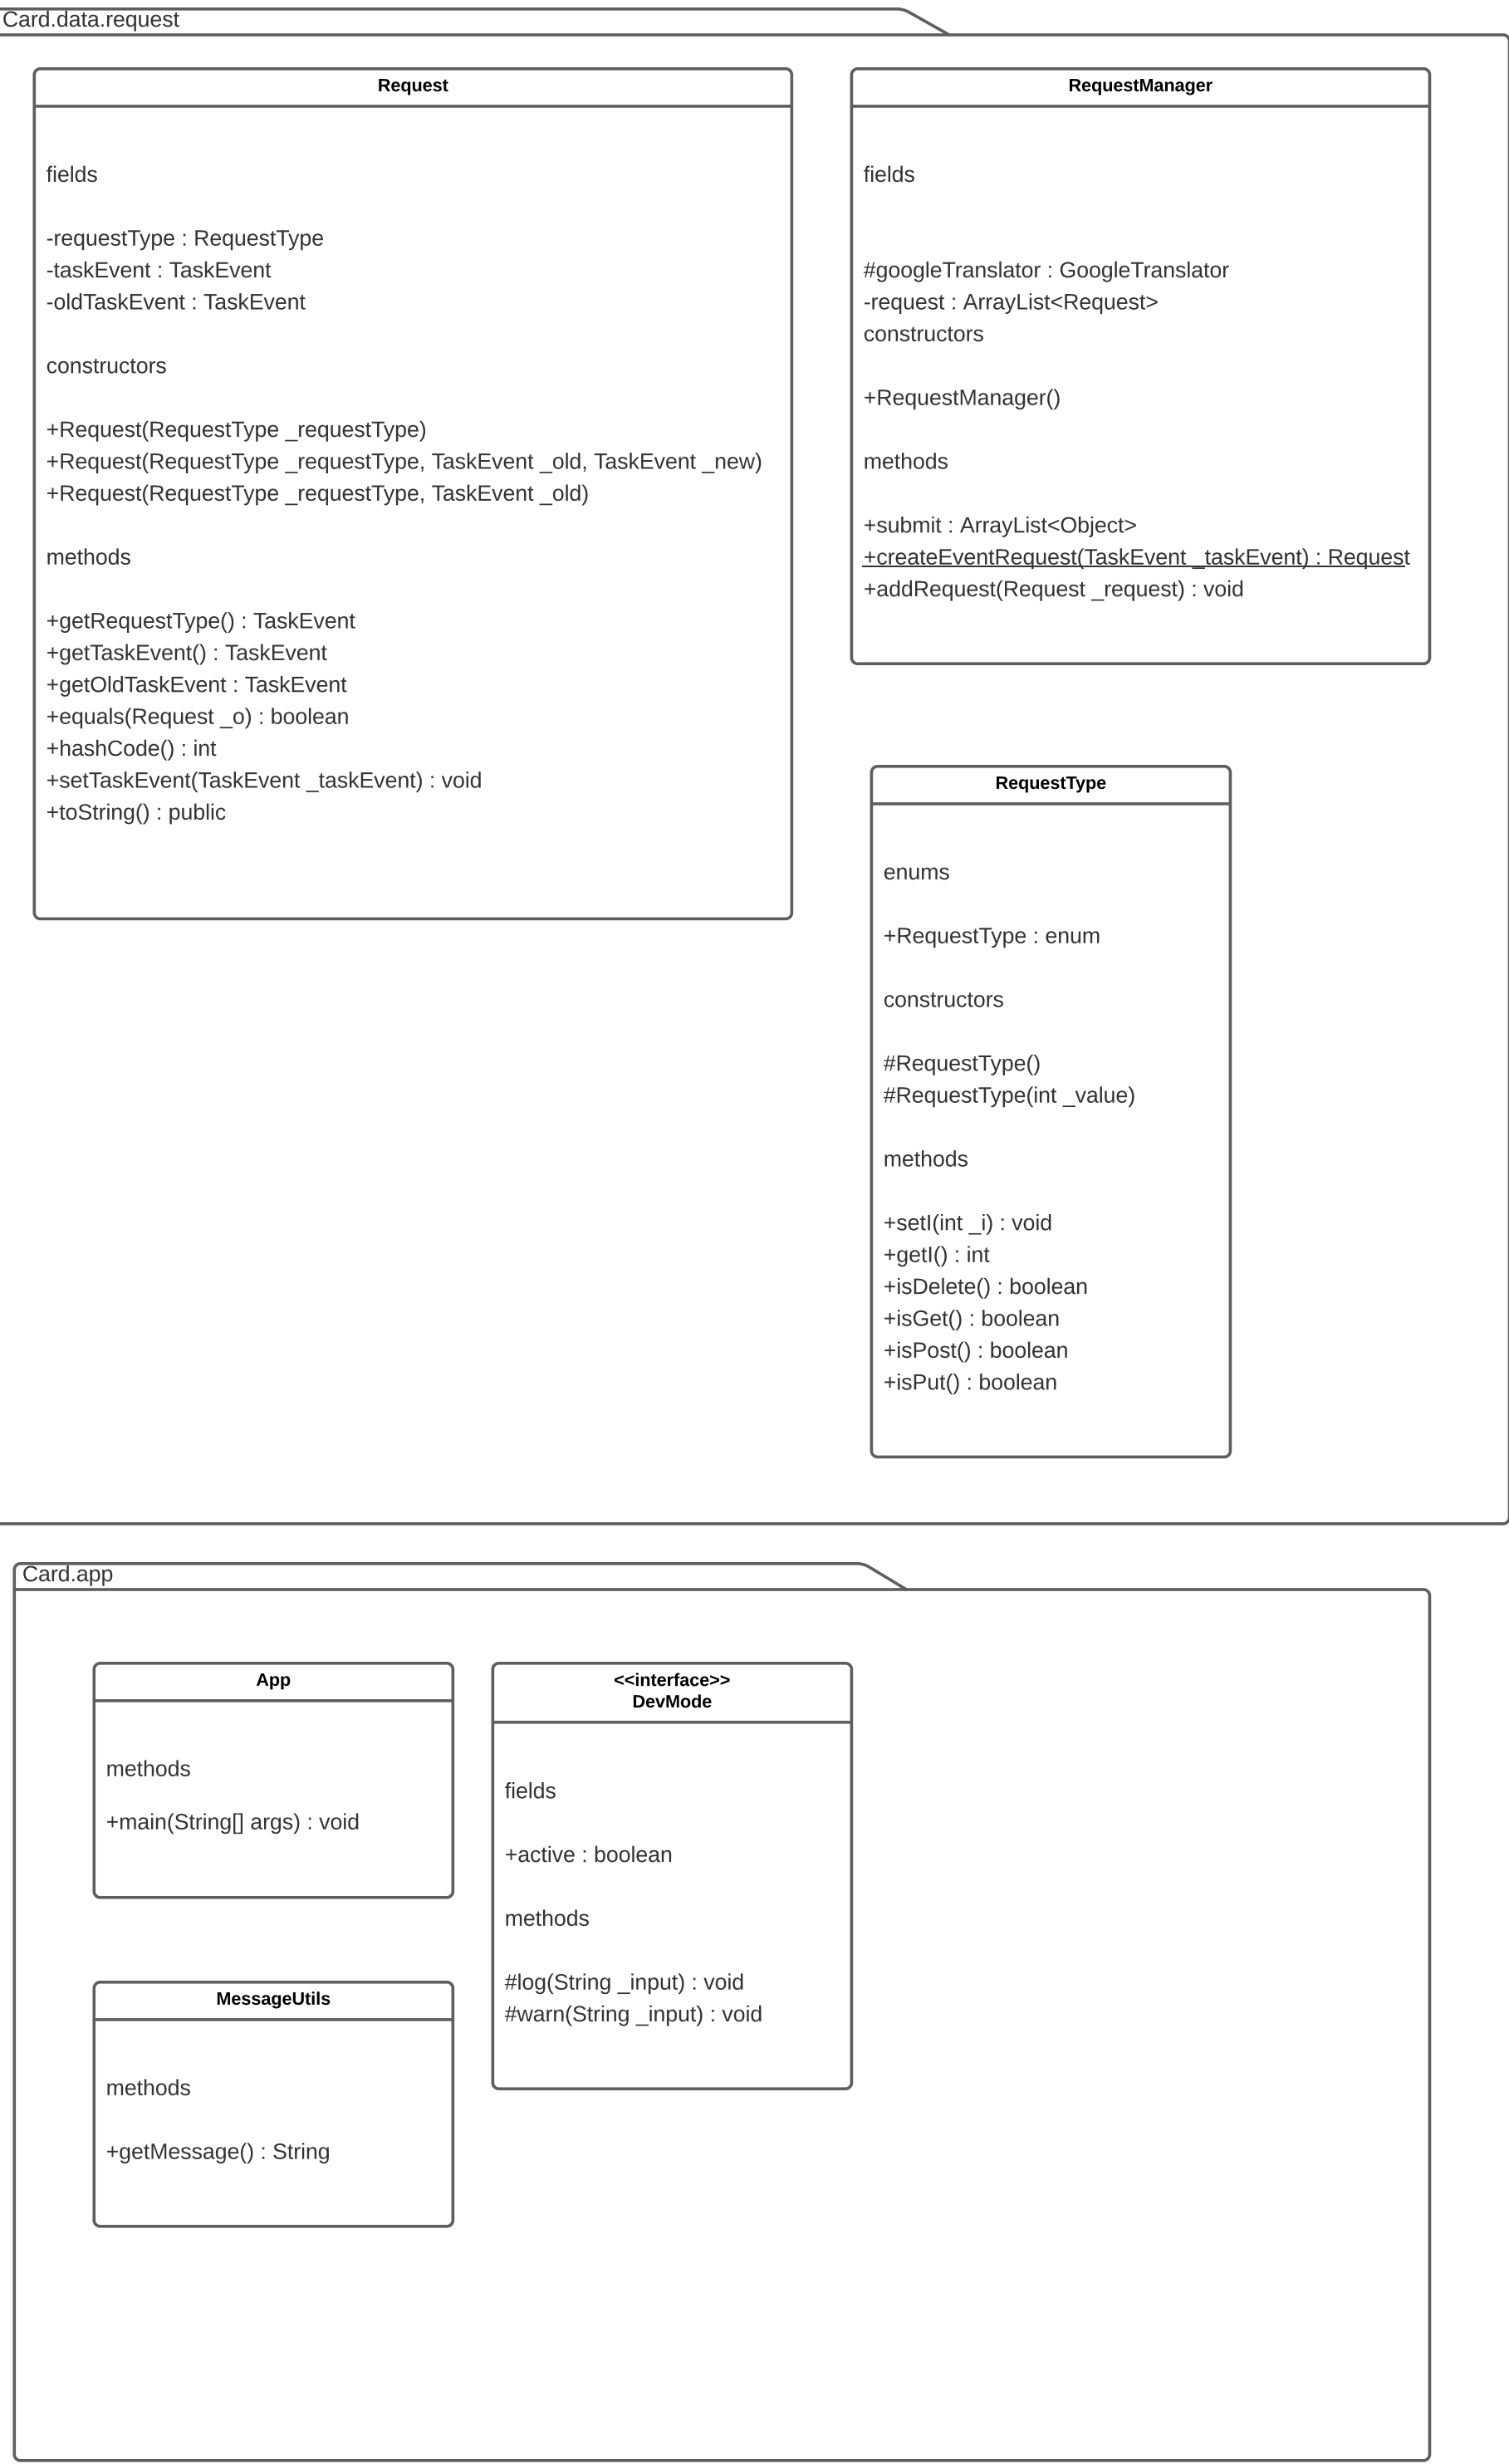 Card.data.request
Request
fields
-requestType : RequestType
-taskEvent : TaskEvent
-oldTaskEvent : TaskEvent
constructors
+Request(RequestType _requestType)
+Request(RequestType _requestType, TaskEvent _old, TaskEvent _new)
+Request(RequestType _requestType, TaskEvent _old)
methods
+getRequestType() : TaskEvent
+getTaskEvent() : TaskEvent
+getOldTaskEvent : TaskEvent
+equals(Request _o) : boolean
+hashCode() : int
+setTaskEvent(TaskEvent _taskEvent) : void
+toString() : public
RequestManager
fields
#googleTranslator : GoogleTranslator
-request : ArrayList<Request>
constructors
+RequestManager()
methods
+submit : ArrayList<Object>
+createEventRequest(TaskEvent _taskEvent) : Request
+addRequest(Request _request) : void
RequestType
enums
+RequestType : enum
constructors
#RequestType()
#RequestType(int _value)
methods
+setI(int _i) : void
+getI() : int
+isDelete() : boolean
+isGet() : boolean
+isPost() : boolean
+isPut() : boolean
Card.app
App
methods
+main(String[] args) : void
<<interface>>
DevMode
fields
+active : boolean
methods
#log(String _input) : void
#warn(String _input) : void
MessageUtils
methods
+getMessage() : String